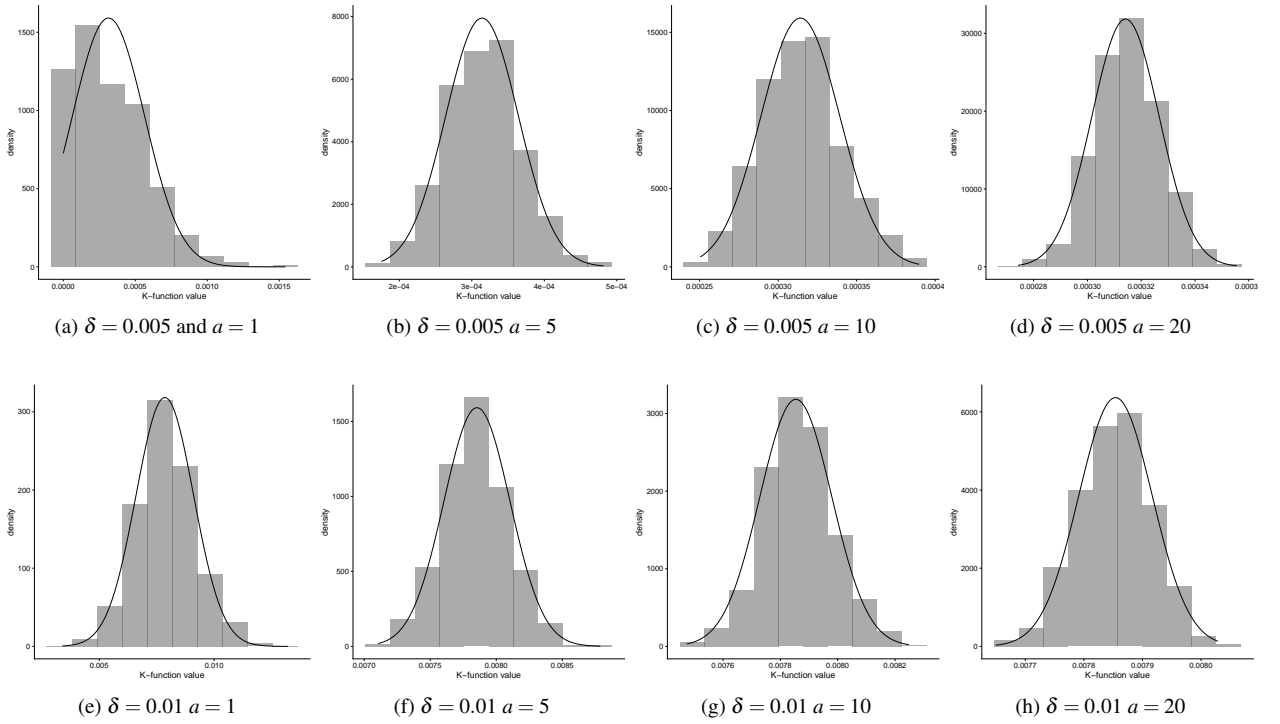 1500
1000
500
0
density
0.0000
0.0005
0.0010
0.0015
K−function value
(a) δ = 0.005 and a = 1
8000
6000
4000
2000
0
density
2e−04
3e−04
4e−04
5e−04
K−function value
(b) δ = 0.005 a = 5
15000
10000
5000
0
density
0.00025
0.00030
0.00035
0.0004
K−function value
(c) δ = 0.005 a = 10
30000
20000
10000
0
density
0.00028
0.00030
0.00032
0.00034
0.0003
K−function value
(d) δ = 0.005 a = 20
300
200
100
0
density
0.005
0.010
K−function value
(e) δ = 0.01 a = 1
1500
1000
500
0
density
0.0070
0.0075
0.0080
0.0085
K−function value
(f) δ = 0.01 a = 5
3000
2000
1000
0
density
0.0076
0.0078
0.0080
0.0082
K−function value
(g) δ = 0.01 a = 10
6000
4000
2000
0
density
0.0077
0.0078
0.0079
0.0080
K−function value
(h) δ = 0.01 a = 20